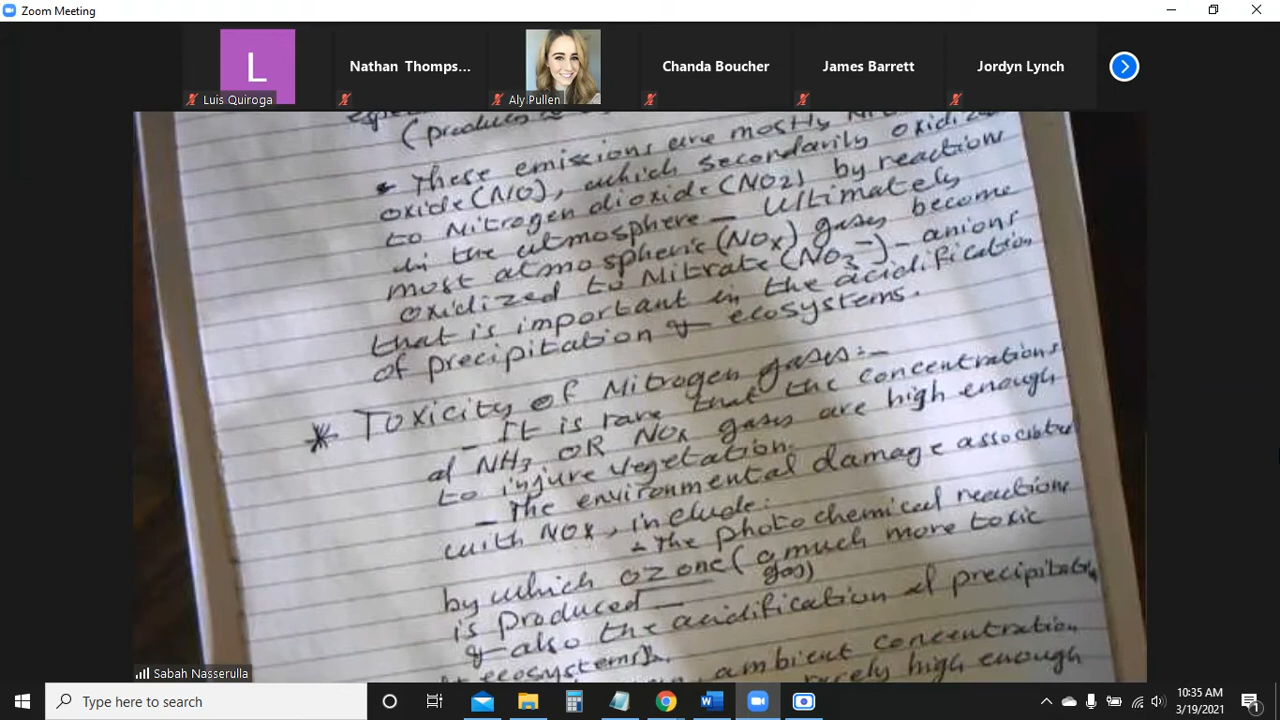 Zoom Meeting
L
Luis Quiroga
Nathan Thomps...
Aly Pullen
Chanda Boucher
James Barrett
Jordyn Lynch
(produces
- These emissions are mostly
oxide (NO), which secondarily
to Nitrogen dioxide (NO2) by reaction
in the atmosphere - Ultimately
most atmospheric (NOx) gases become
oxidized to Nitrate (NO3-) - anions
that is important in the acidification
of precipitation & ecosystems.
* Toxicity of Nitrogen gases:-
- It is rare that the concentrations
of NH3 OR NOx gases are high enough
to injure vegetation.
- The environmental damage associated
with NOx, include:
- The photochemical reactions
by which ozone (a much more toxic
gas)
is produced -
& also the acidification of
& ecosystems).
ambient concentration
rarely high enough
Sabah Nasserulla
Type here to search
10:35 AM
3/19/2021
1